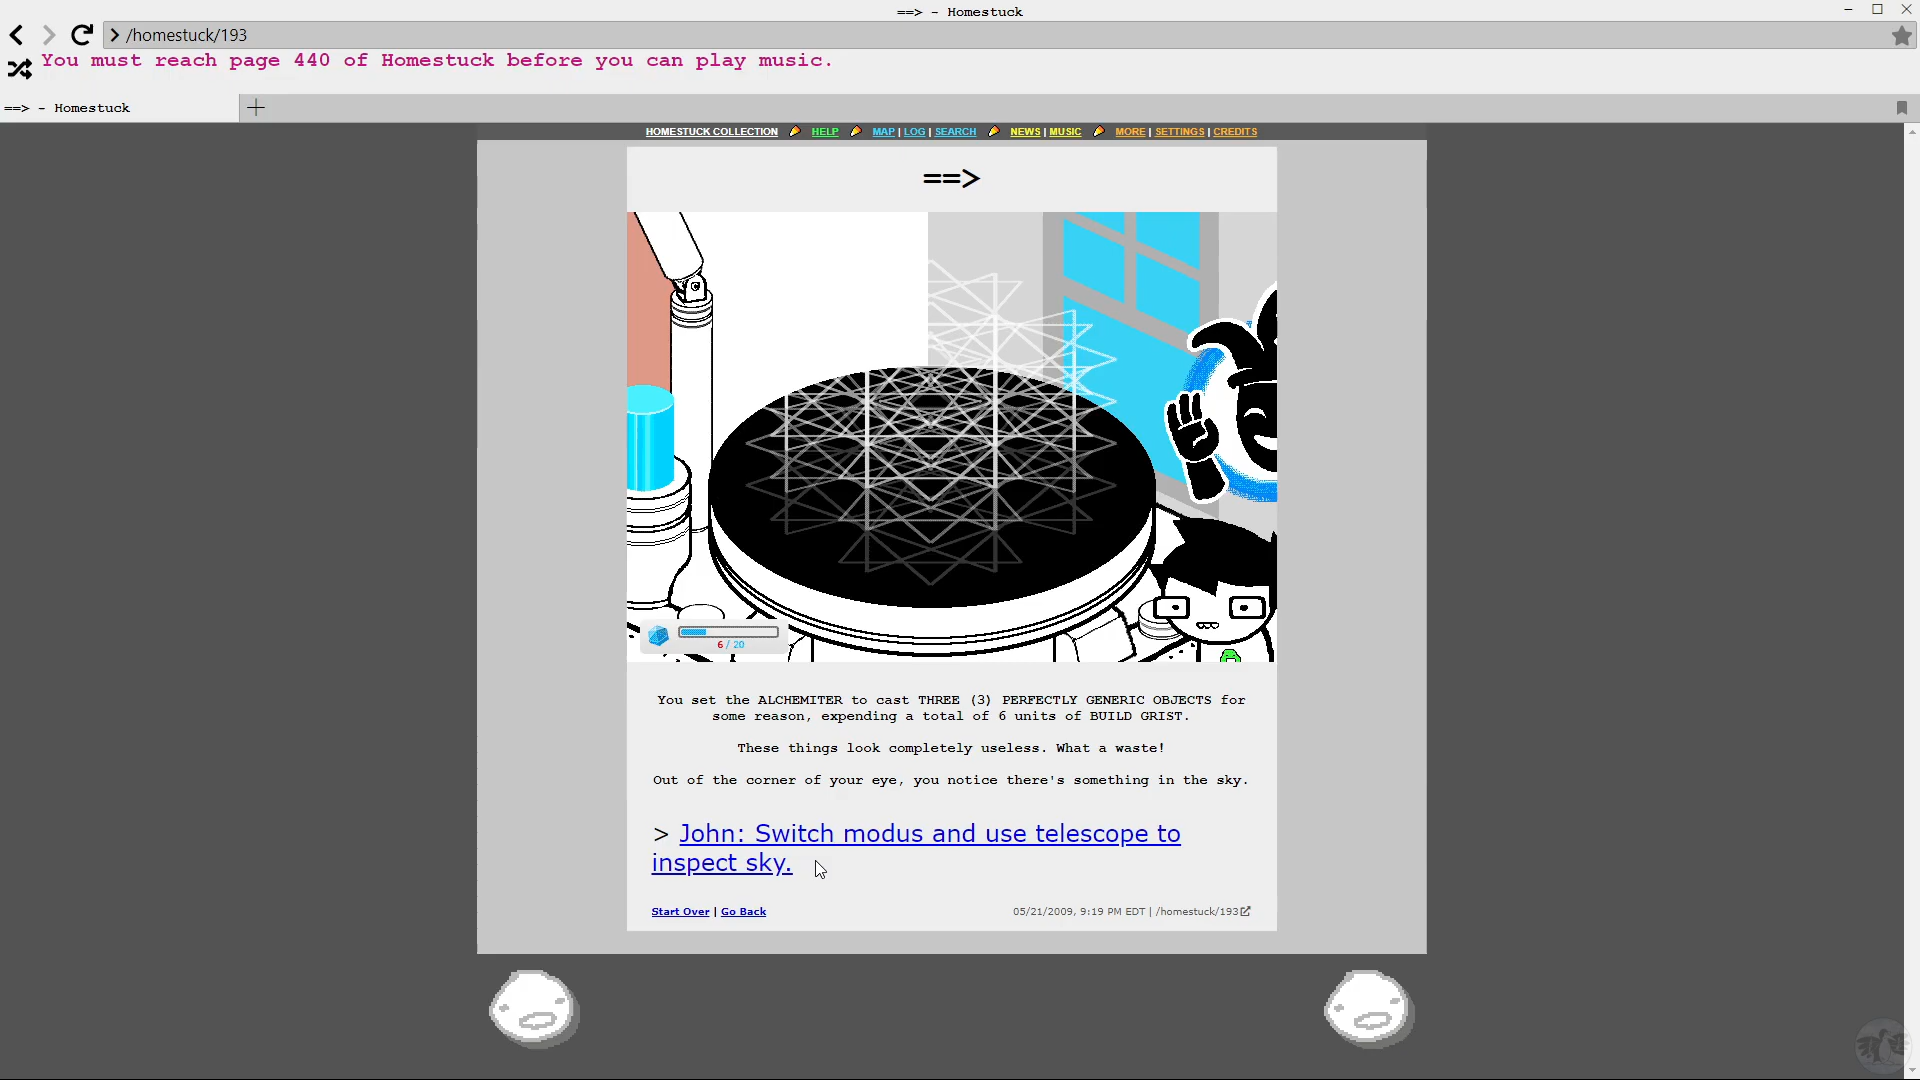 ==> - Homestuck
/homestuck/193
You must reach page 440 of Homestuck before you can play music.
==> - Homestuck
HOMESTUCK COLLECTION HELP MAP | LOG | SEARCH NEWS | MUSIC MORE | SETTINGS | CREDITS
==>
6 / 20
You set the ALCHEMITER to cast THREE (3) PERFECTLY GENERIC OBJECTS for
some reason, expending a total of 6 units of BUILD GRIST.
These things look completely useless. What a waste!
Out of the corner of your eye, you notice there's something in the sky.
> John: Switch modus and use telescope to
inspect sky.
Start Over | Go Back
05/21/2009, 9:19 PM EDT | /homestuck/193